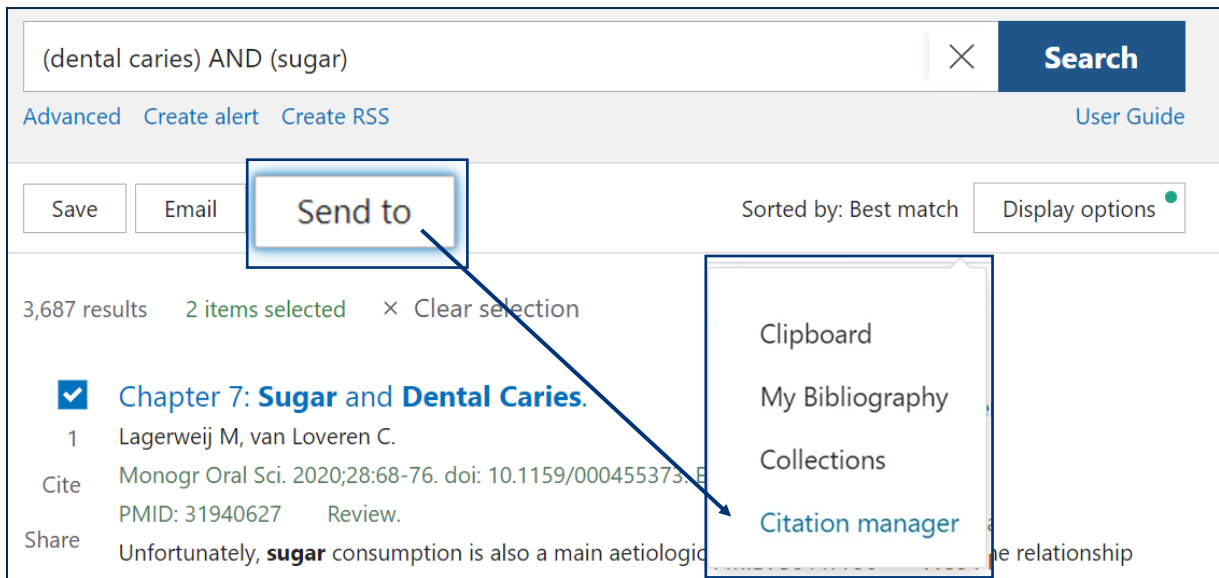 (dental caries) AND (sugar)
Search
Advanced Create alert Create RSS
User Guide
Save
Email
Send to
Sorted by: Best match
Display options
3,687 results 2 items selected × Clear selection
Chapter 7: Sugar and Dental Caries.
1
Lagerweij M, van Loveren C.
Cite
Monogr Oral Sci. 2020;28:68-76. doi: 10.1159/000455373.
PMID: 31940627 Review.
Share
Unfortunately, sugar consumption is also a main
relationship
Clipboard
My Bibliography
Collections
Citation manager